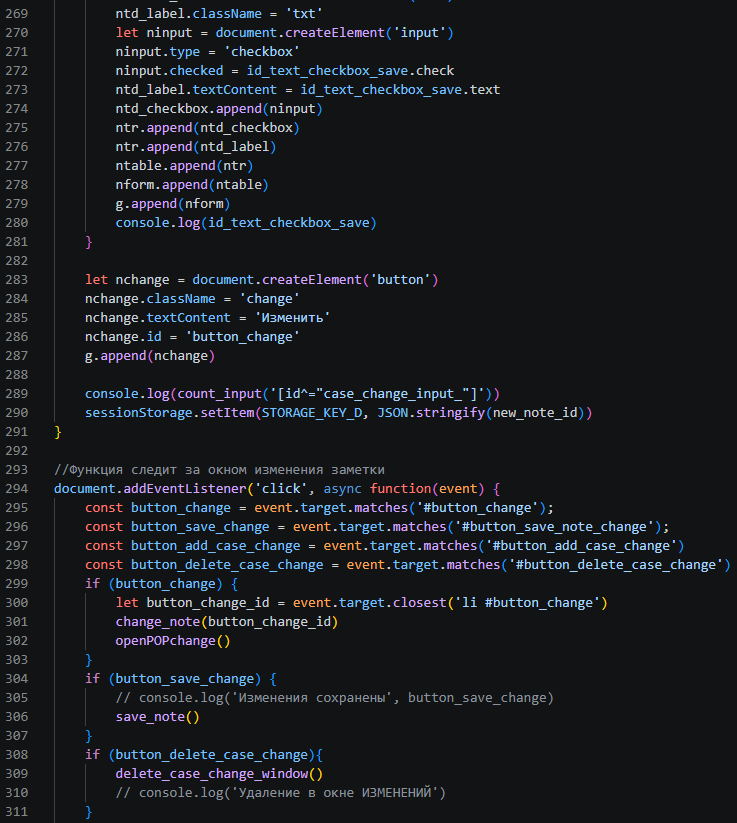 269 ntd_label.className = 'txt'
270 let ninput = document.createElement('input')
271 ninput.type = 'checkbox'
272 ninput.checked = id_text_checkbox_save.check
273 ntd_label.textContent = id_text_checkbox_save.text
274 ntd_checkbox.append(ninput)
275 ntr.append(ntd_checkbox)
276 ntr.append(ntd_label)
277 ntable.append(ntr)
278 nform.append(ntable)
279 g.append(nform)
280 console.log(id_text_checkbox_save)
281 }
282
283 let nchange = document.createElement('button')
284 nchange.className = 'change'
285 nchange.textContent = 'Изменить'
286 nchange.id = 'button_change'
287 g.append(nchange)
288
289 console.log(count_input('[id^="case_change_input_"]'))
290 sessionStorage.setItem(STORAGE_KEY_D, JSON.stringify(new_note_id))
291 }
292
293 //Функция следит за окном изменения заметки
294 document.addEventListener('click', async function(event) {
295 const button_change = event.target.matches('#button_change');
296 const button_save_change = event.target.matches('#button_save_note_change');
297 const button_add_case_change = event.target.matches('#button_add_case_change')
298 const button_delete_case_change = event.target.matches('#button_delete_case_change')
299 if (button_change) {
300 let button_change_id = event.target.closest('li #button_change')
301 change_note(button_change_id)
302 openPOPchange()
303 }
304 if (button_save_change) {
305 // console.log('Изменения сохранены', button_save_change)
306 save_note()
307 }
308 if (button_delete_case_change){
309 delete_case_change_window()
310 // console.log('Удаление в окне ИЗМЕНЕНИЙ')
311 }